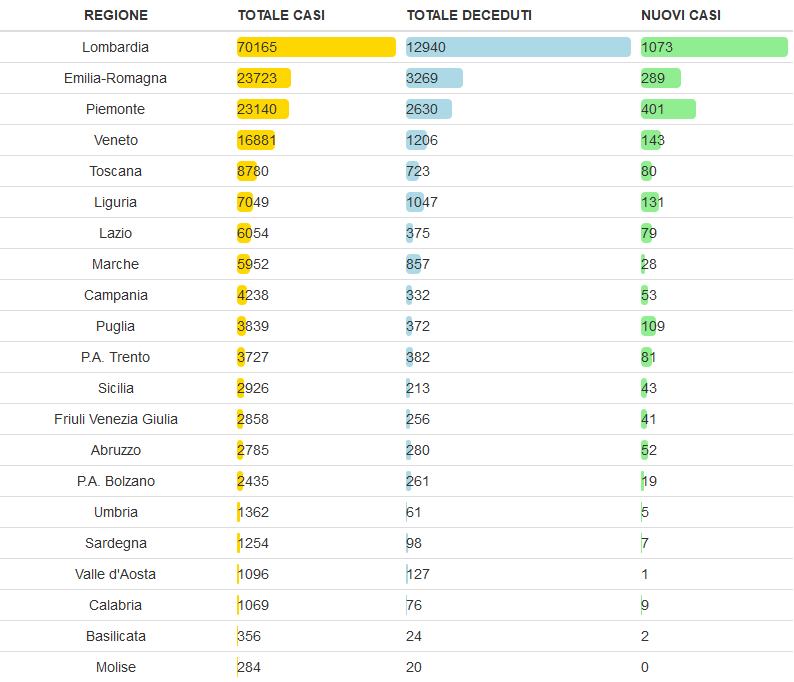 REGIONE TOTALE CASI TOTALE DECEDUTI NUOVI CASI
Lombardia 70165 12940 1073
Emilia-Romagna 23723 3269 289
Piemonte 23140 2630 401
Veneto 16881 1206 143
Toscana 8780 723 80
Liguria 7049 1047 131
Lazio 6054 375 79
Marche 5952 857 28
Campania 4238 332 53
Puglia 3839 372 109
P.A. Trento 3727 382 81
Sicilia 2926 213 43
Friuli Venezia Giulia 2858 256 41
Abruzzo 2785 280 52
P.A. Bolzano 2435 261 19
Umbria 1362 61 5
Sardegna 1254 98 7
Valle d'Aosta 1096 127 1
Calabria 1069 76 9
Basilicata 356 24 2
Molise 284 20 0